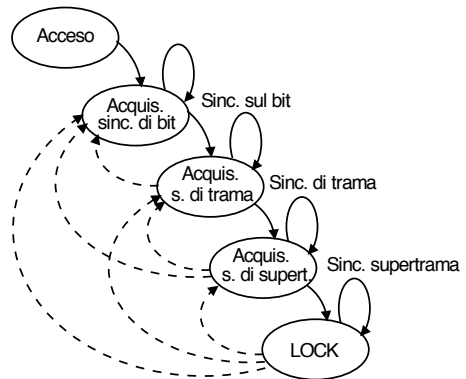 Acceso
Acquis.
sinc. di bit
Sinc. sul bit
Acquis.
s. di trama
Sinc. di trama
Acquis.
s. di supert.
Sinc. supertrama
LOCK